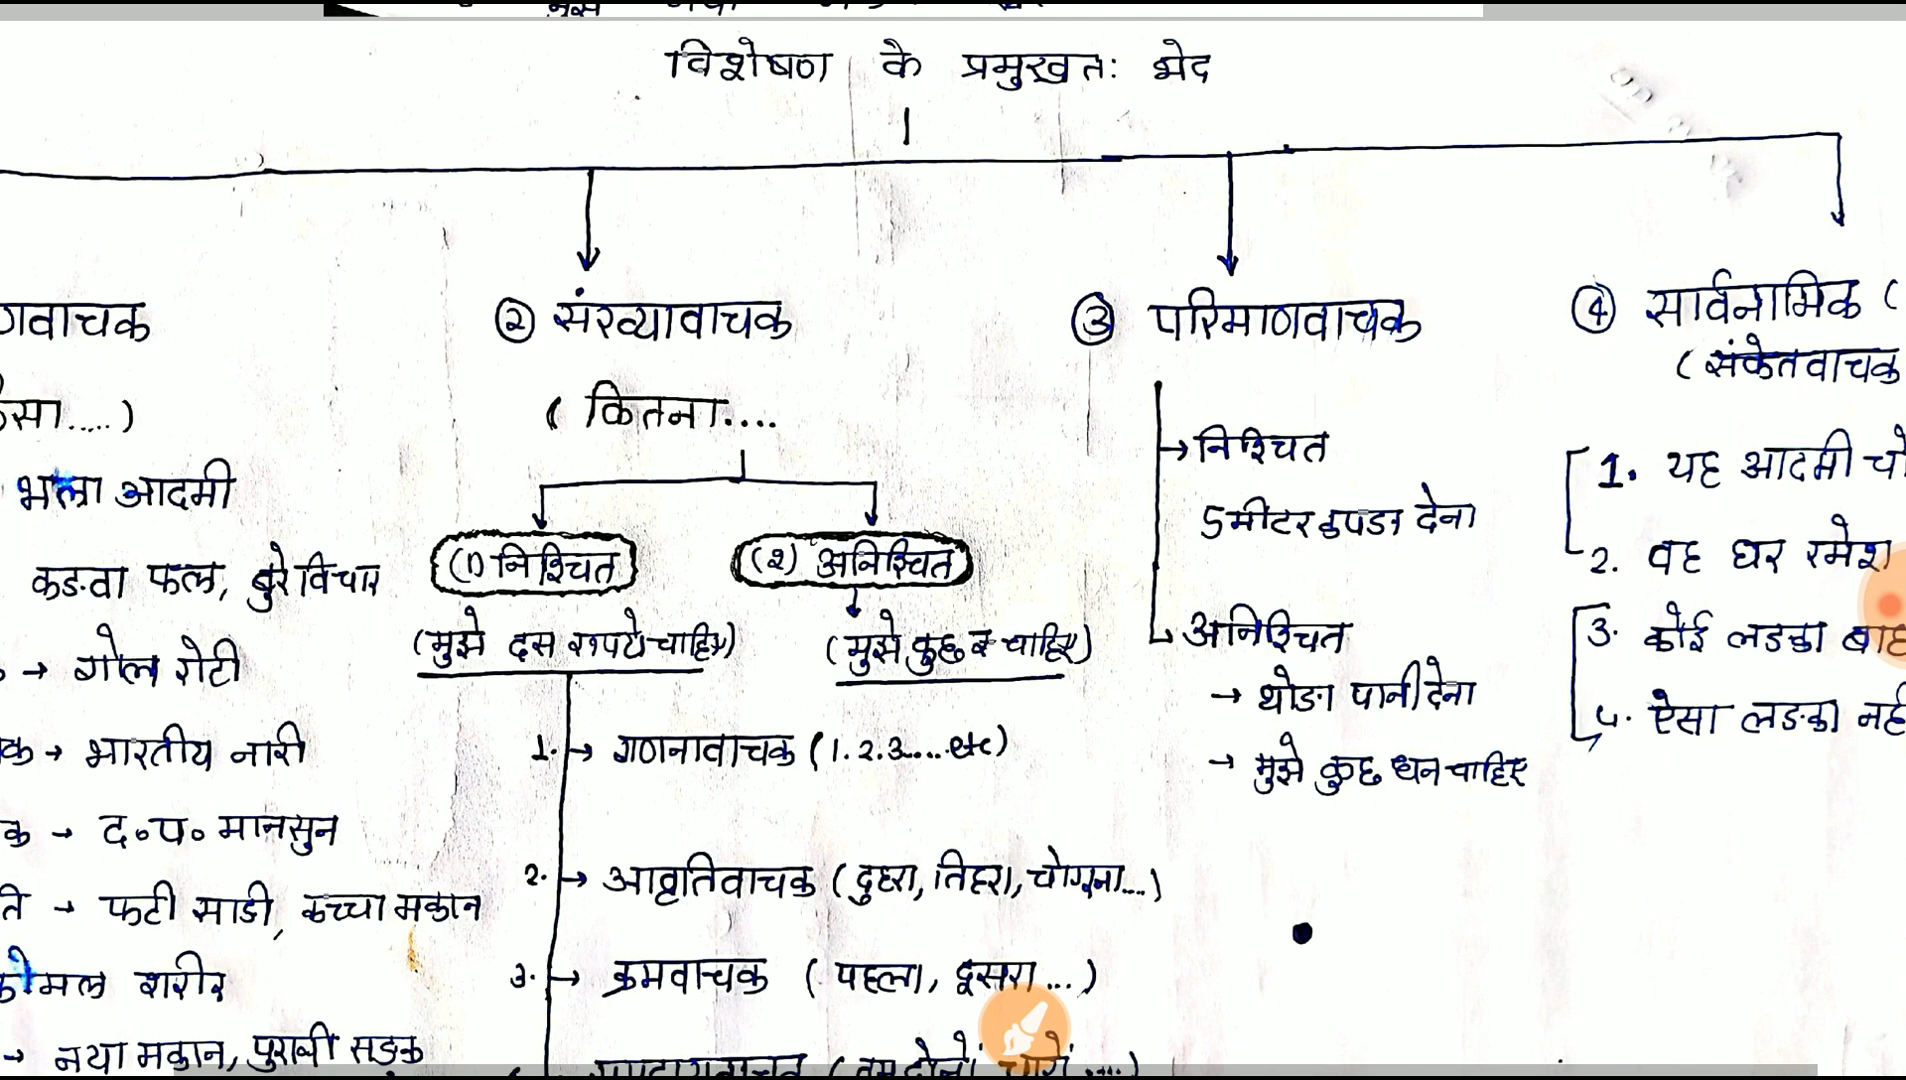 विशेषण के प्रमुखतः भेद
णवाचक
सा.....)
भला आदमी
कड़वा फल, बुरे विचार
→ गोल रोटी
क → भारतीय नारी
क → द॰प॰ मानसुन
ति → फटी साडी, कच्चा मकान
कोमल शरीर
→ नया मकान, पुरानी सड़क
② संख्यावाचक
( कितना....
(1) निश्चित
(2) अनिश्चित
(मुझे दस रुपये चाहिए)
(मुझे कुछ रु चाहिए)
1. → गणनावाचक (1.2.3....etc)
2. → आवृतिवाचक (दुहरा, तिहरा, चोगुना....)
3. → क्रमवाचक ( पहला, दूसरा ...)
③ परिमाणवाचक
→ निश्चित
5 मीटर कपडा देना
अनिश्चित
→ थोडा पानी देना
→ मुझे कुछ धन चाहिए
④ सार्वनामिक (
( संकेतवाचक
1. यह आदमी चो
2. वह घर रमेश
3. कोई लडका बाह
4. ऐसा लड़का नही